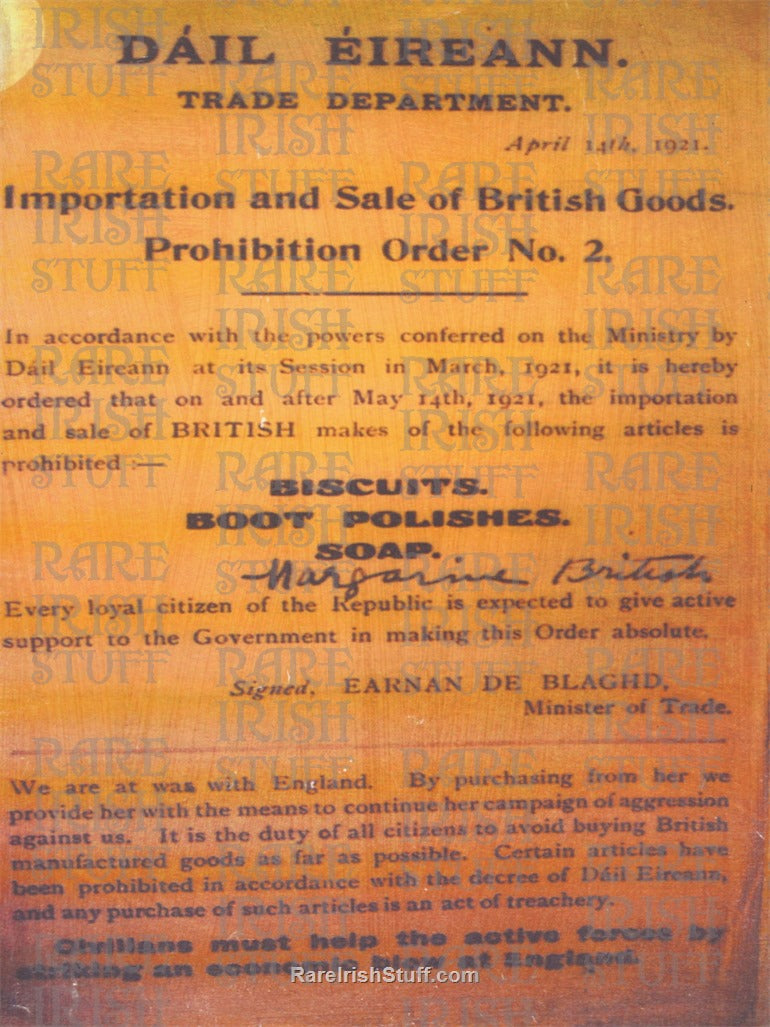 DÁIL ÉIREANN.
TRADE DEPARTMENT.
April 14th, 1921.
Importation and Sale of British Goods.
Prohibition Order No. 2.
In accordance with the powers conferred on the Ministry by
Dáil Eireann at its Session in March, 1921, it is hereby
ordered that on and after May 14th, 1921, the importation
and sale of BRITISH makes of the following articles is
prohibited :—
BISCUITS.
BOOT POLISHES.
SOAP.
Margarine British
Every loyal citizen of the Republic is expected to give active
support to the Government in making this Order absolute.
Signed, EARNAN DE BLAGHD,
Minister of Trade.
We are at was with England. By purchasing from her we
provide her with the means to continue her campaign of aggression
against us. It is the duty of all citizens to avoid buying British
manufactured goods as far as possible. Certain articles have
been prohibited in accordance with the decree of Dáil Eireann,
and any purchase of such articles is an act of treachery.
must help the active forces by
striking an economic blow at England.
RareIrishStuff.com
RARE IRISH STUFF